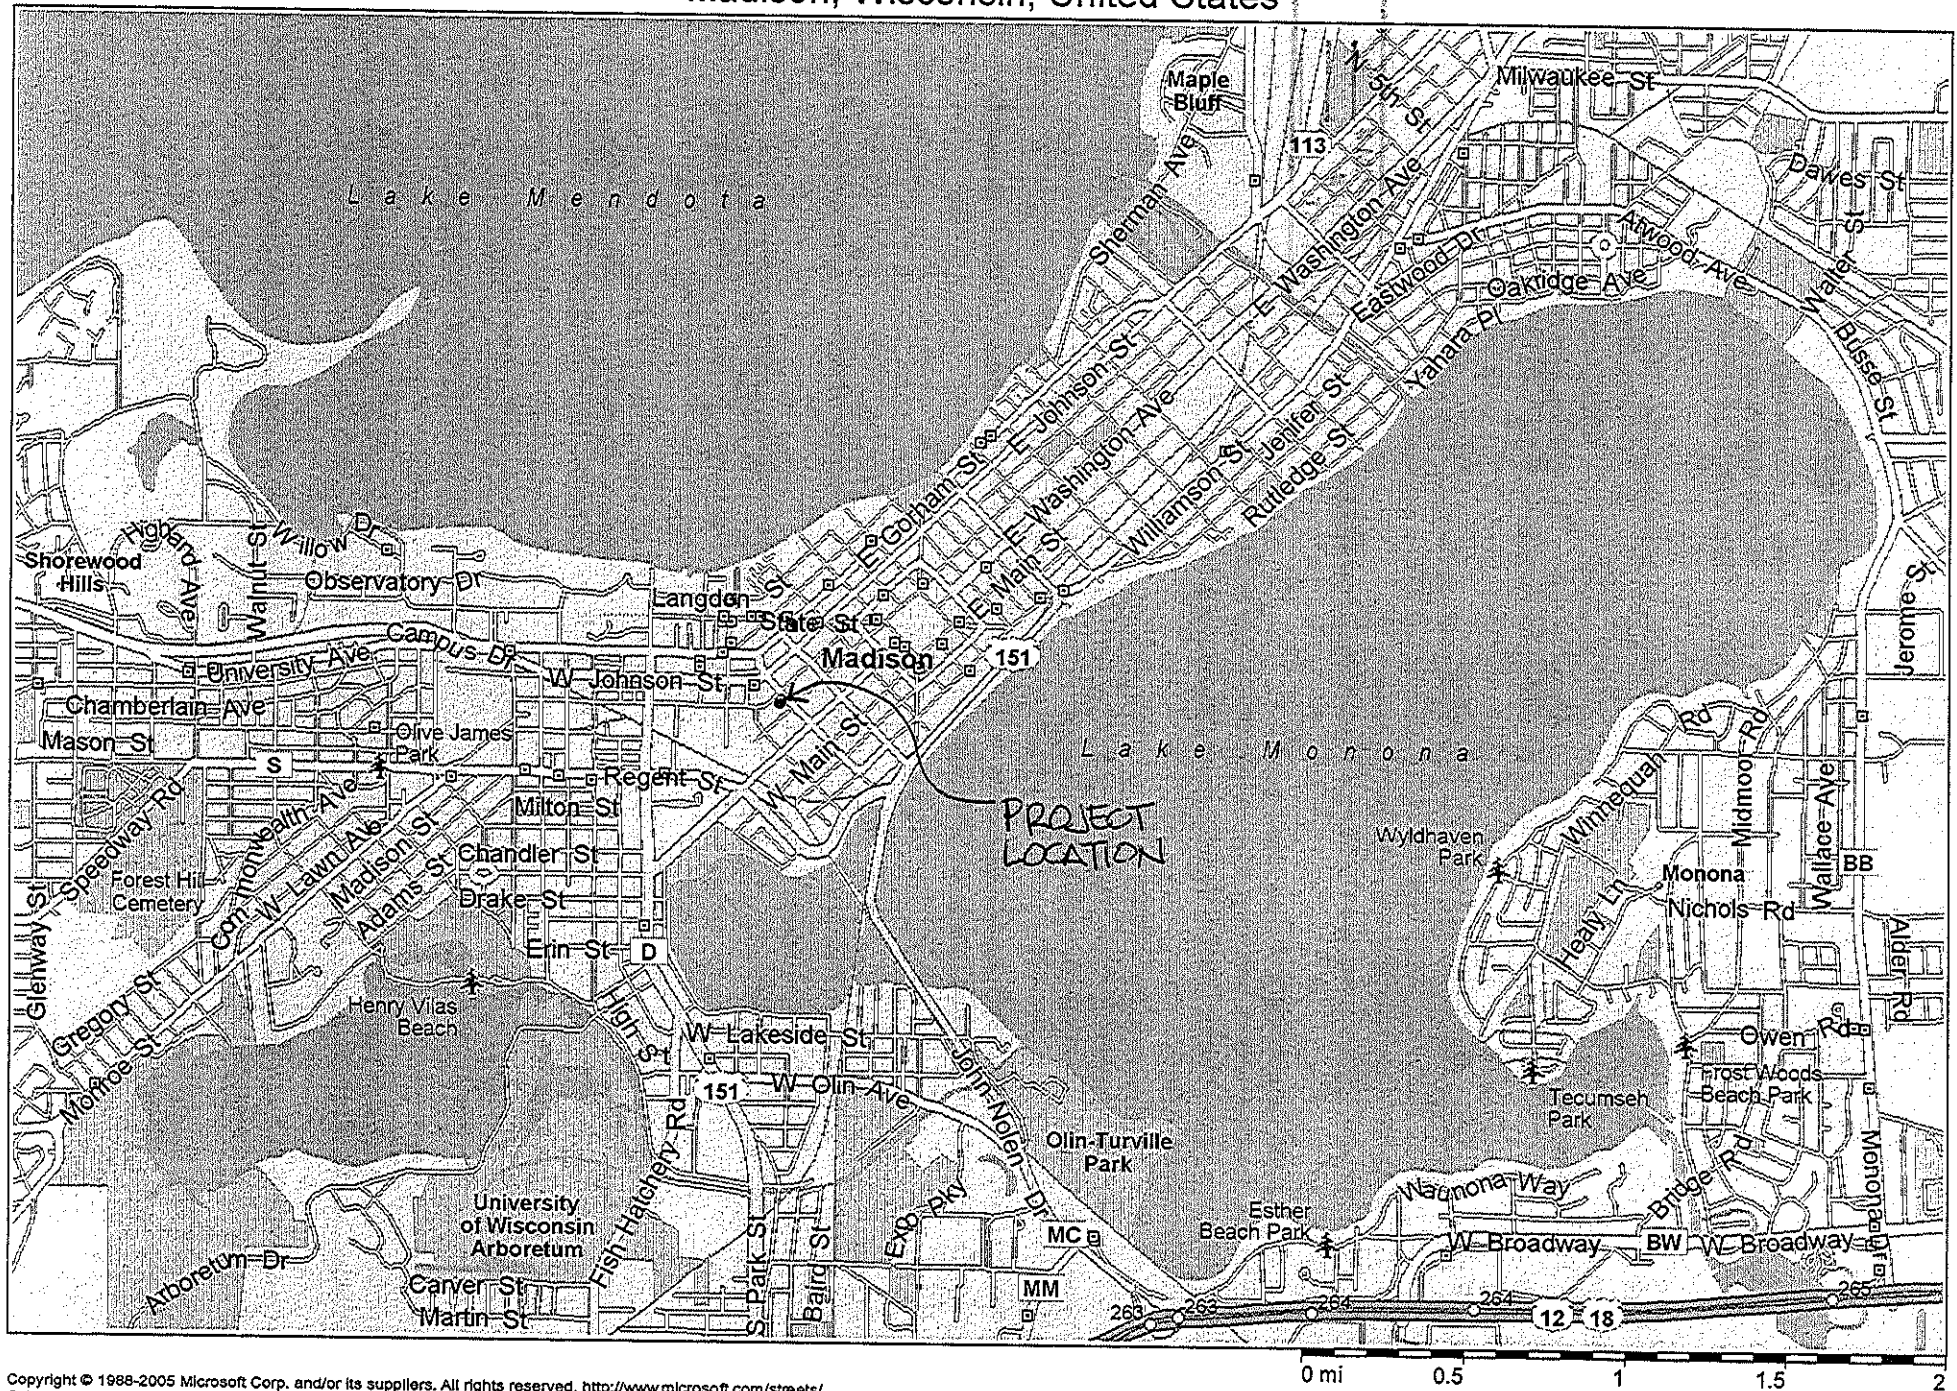 Madison, Wisconsin, United States
Maple
Bluff
N 5th St
Milwaukee St
113
Dawes St
Lake Mendota
Sherman Ave
E Washington Ave
Eastwood Dr
Atwood Ave
Walter St
Oakridge Ave
Yahara Pl
Busse St
E Johnson St
E Washington Ave
Jenifer St
E Gorham St
E Johnson St
Williamson St
Rutledge St
E Washington Ave
E Main St
Highland Ave
Walnut St
Willow Dr
Shorewood
Hills
Observatory Dr
Langdon St
State St
Jerome St
Campus Dr
University Ave
Madison
151
W Johnson St
Chamberlain Ave
Mason St
Olive James
Park
S
Regent St
W Main St
Lake Monona
Winnequah Rd
Midmoor Rd
Wallace Ave
Milton St
PROJECT
LOCATION
Speedway Rd
Commonwealth Ave
W Lawn Ave
Madison St
Adams St
Chandler St
Wyldhaven
Park
Forest Hill
Cemetery
Drake St
Monona
BB
Nichols Rd
Healy Ln
Glenway St
Erin St
D
Alder Rd
Gregory St
Monroe St
Henry Vilas
Beach
High St
W Lakeside St
Owen Rd
151
W Olin Ave
John Nolen Dr
Frost Woods
Beach Park
Tecumseh
Park
Olin-Turville
Park
Fish Hatchery Rd
University
of Wisconsin
Arboretum
Expo Pky
Waunona Way
Bridge Rd
Monona Dr
Esther
Beach Park
MC
W Broadway
BW
W Broadway
Arboretum Dr
Carver St
Martin St
S Park St
Baird St
MM
263
263
264
264
12
18
265
Copyright © 1988-2005 Microsoft Corp. and/or its suppliers. All rights reserved. http://www.microsoft.com/streets/
0 mi 0.5 1 1.5 2